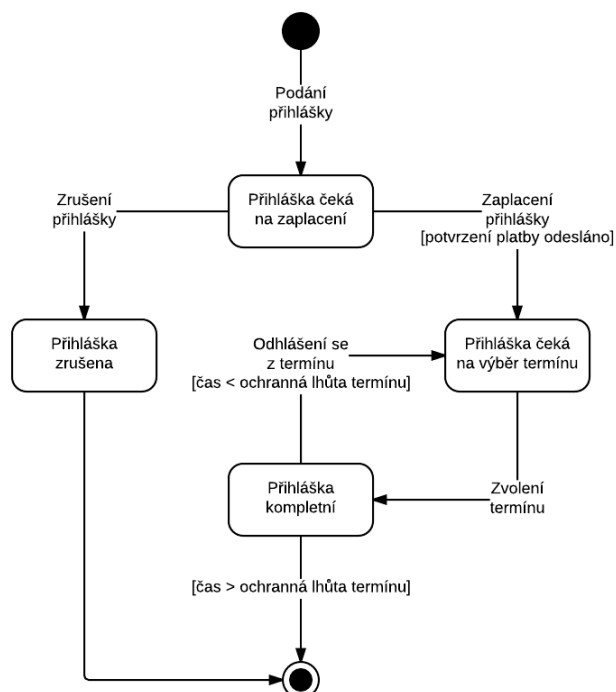 Podání
přihlášky
Přihláška čeká
na zaplacení
Zrušení
přihlášky
Zaplacení
přihlášky
[potvrzení platby odesláno]
Přihláška
zrušena
Odhlášení se
z termínu
[čas < ochranná lhůta termínu]
Přihláška čeká
na výběr termínu
Přihláška
kompletní
Zvolení
termínu
[čas > ochranná lhůta termínu]